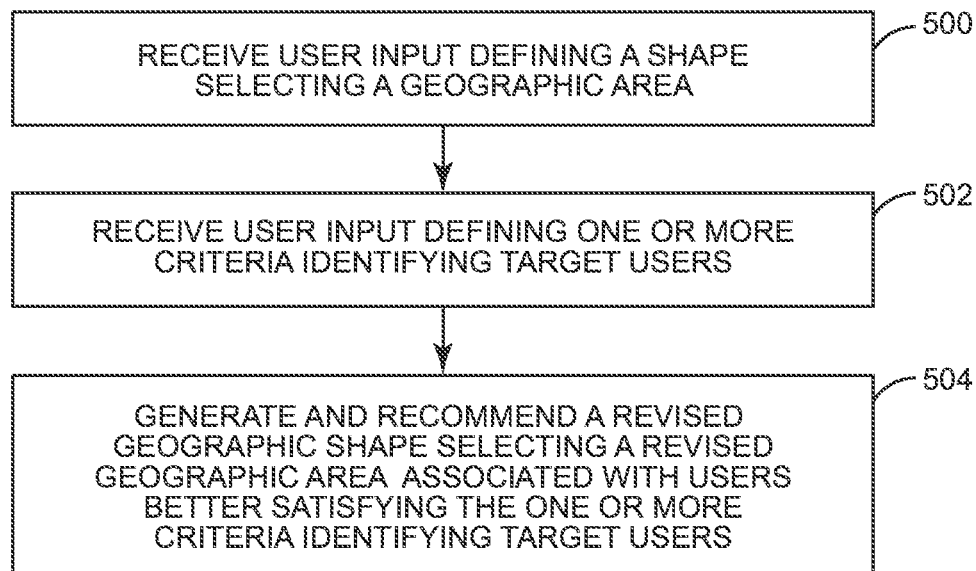 500
RECEIVE USER INPUT DEFINING A SHAPE
SELECTING A GEOGRAPHIC AREA
502
RECEIVE USER INPUT DEFINING ONE OR MORE
CRITERIA IDENTIFYING TARGET USERS
504
GENERATE AND RECOMMEND A REVISED
GEOGRAPHIC SHAPE SELECTING A REVISED
GEOGRAPHIC AREA ASSOCIATED WITH USERS
BETTER SATISFYING THE ONE OR MORE
CRITERIA IDENTIFYING TARGET USERS